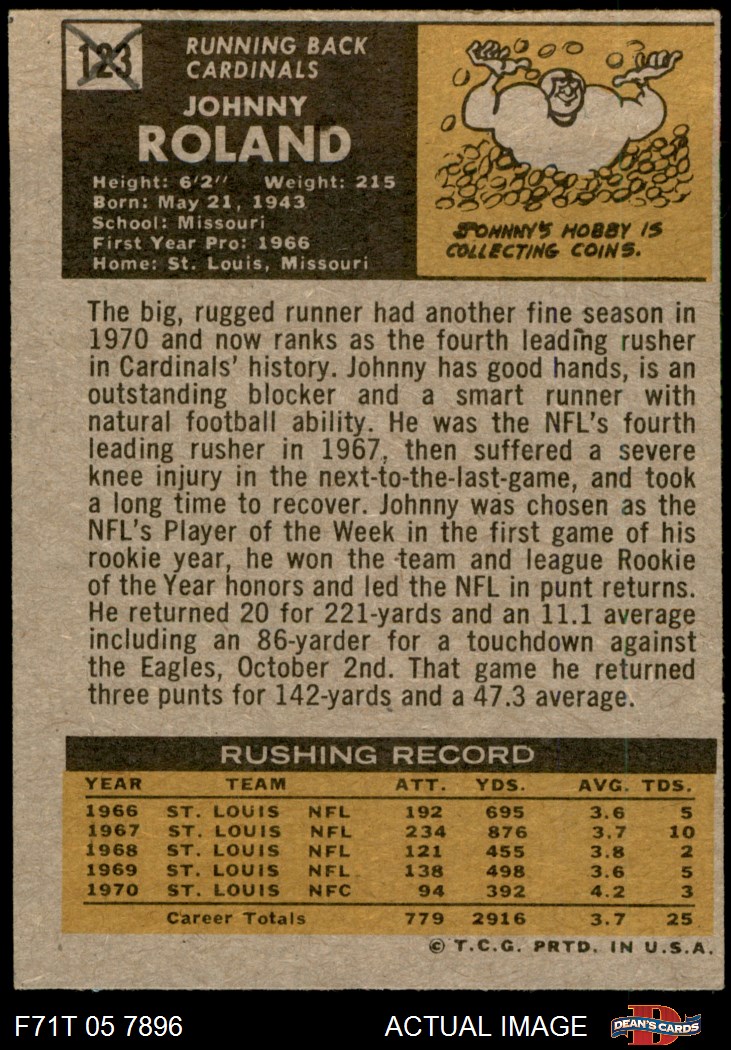 123
RUNNING BACK
CARDINALS
JOHNNY
ROLAND
Height: 6'2" Weight: 215
Born: May 21, 1943
School: Missouri
First Year Pro: 1966
Home: St. Louis, Missouri
JOHNNY'S HOBBY IS
COLLECTING COINS.
The big, rugged runner had another fine season in
1970 and now ranks as the fourth leading rusher
in Cardinals' history. Johnny has good hands, is an
outstanding blocker and a smart runner with
natural football ability. He was the NFL's fourth
leading rusher in 1967, then suffered a severe
knee injury in the next-to-the-last-game, and took
a long time to recover. Johnny was chosen as the
NFL's Player of the Week in the first game of his
rookie year, he won the team and league Rookie
of the Year honors and led the NFL in punt returns.
He returned 20 for 221-yards and an 11.1 average
including an 86-yarder for a touchdown against
the Eagles, October 2nd. That game he returned
three punts for 142-yards and a 47.3 average.
RUSHING RECORD
YEAR TEAM ATT. YDS. AVG. TDS.
1966 ST. LOUIS NFL 192 695 3.6 5
1967 ST. LOUIS NFL 234 876 3.7 10
1968 ST. LOUIS NFL 121 455 3.8 2
1969 ST. LOUIS NFL 138 498 3.6 5
1970 ST. LOUIS NFC 94 392 4.2 3
Career Totals 779 2916 3.7 25
© T.C.G. PRTD. IN U.S.A.
F71T 05 7896 ACTUAL IMAGE D DEAN'S CARDS